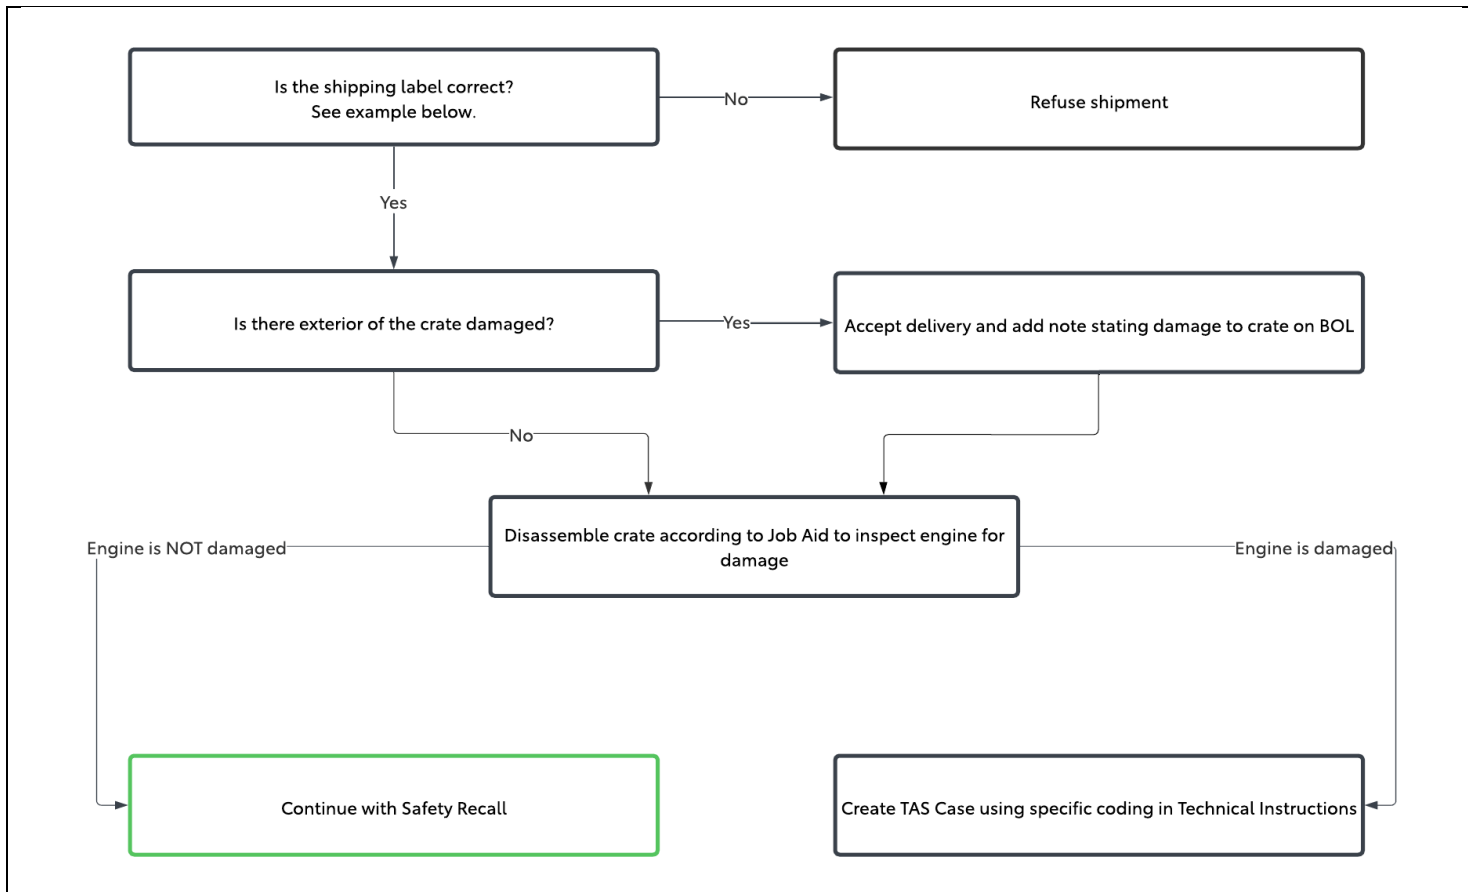 Is the shipping label correct?
See example below.
No
Refuse shipment
Yes
Is there exterior of the crate damaged?
Yes
Accept delivery and add note stating damage to crate on BOL
No
Disassemble crate according to Job Aid to inspect engine for
damage
Engine is NOT damaged
Engine is damaged
Continue with Safety Recall
Create TAS Case using specific coding in Technical Instructions